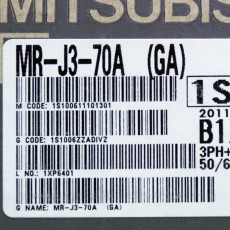 MITSUBIS
MR-J3-70A (GA)
1S
M CODE: 1S100611101301
2011
B1
G CODE: 1S1006ZZADIVZ
3PH+
50/6
L NO.: 1XP6401
G NAME: MR-J3-70A (GA)